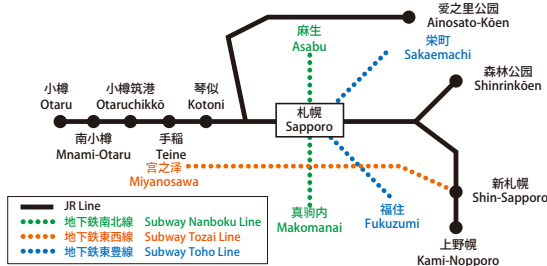 愛之里公園
Ainosato-Kōen
麻生
Asabu
栄町
Sakaemachi
森林公園
Shinrinkōen
小樽
Otaru
小樽筑港
Otaruchikkō
琴似
Kotoni
札幌
Sapporo
南小樽
Mnami-Otaru
手稲
Teine
宮之泽
Miyanosawa
新札幌
Shin-Sapporo
真駒内
Makomanai
福住
Fukuzumi
上野幌
Kami-Nopporo
JR Line
地下鉄南北線 Subway Nanboku Line
地下鉄東西線 Subway Tozai Line
地下鉄東豊線 Subway Toho Line